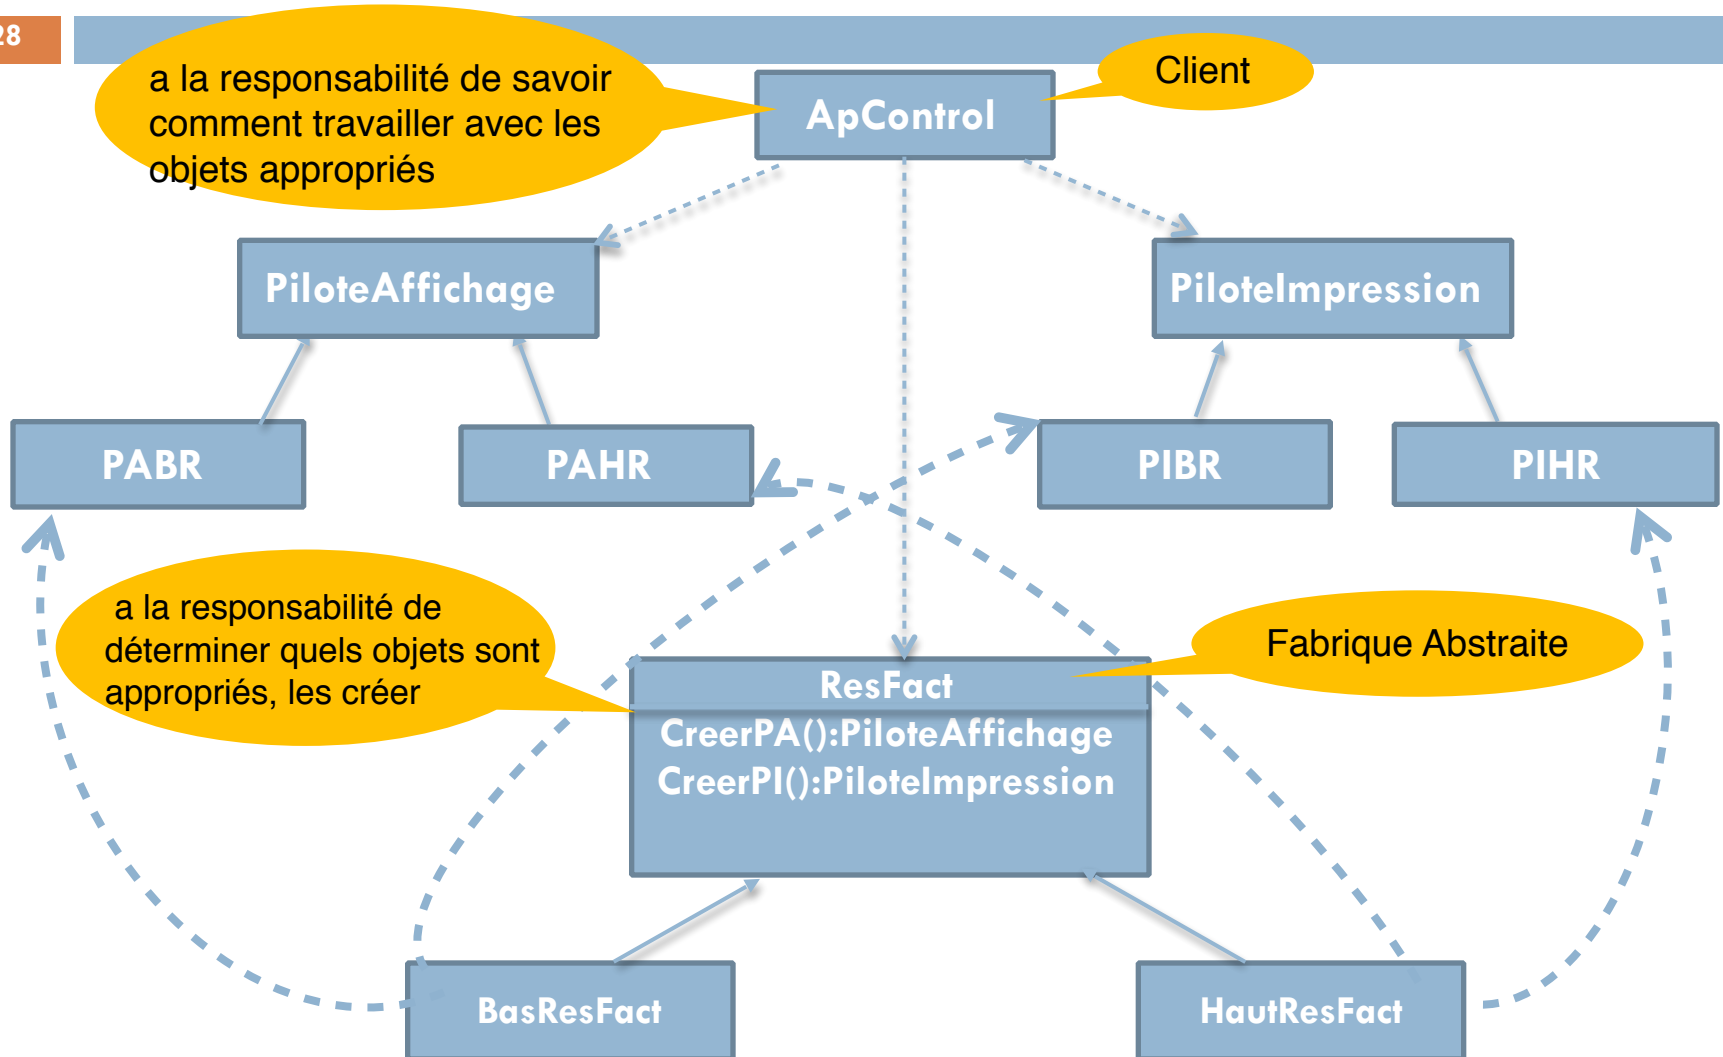 28
a la responsabilité de savoir
comment travailler avec les
objets appropriés
Client
ApControl
PiloteAffichage
PiloteImpression
PABR
PAHR
PIBR
PIHR
a la responsabilité de
déterminer quels objets sont
appropriés, les créer
Fabrique Abstraite
ResFact
CreerPA():PiloteAffichage
CreerPI():PiloteImpression
BasResFact
HautResFact